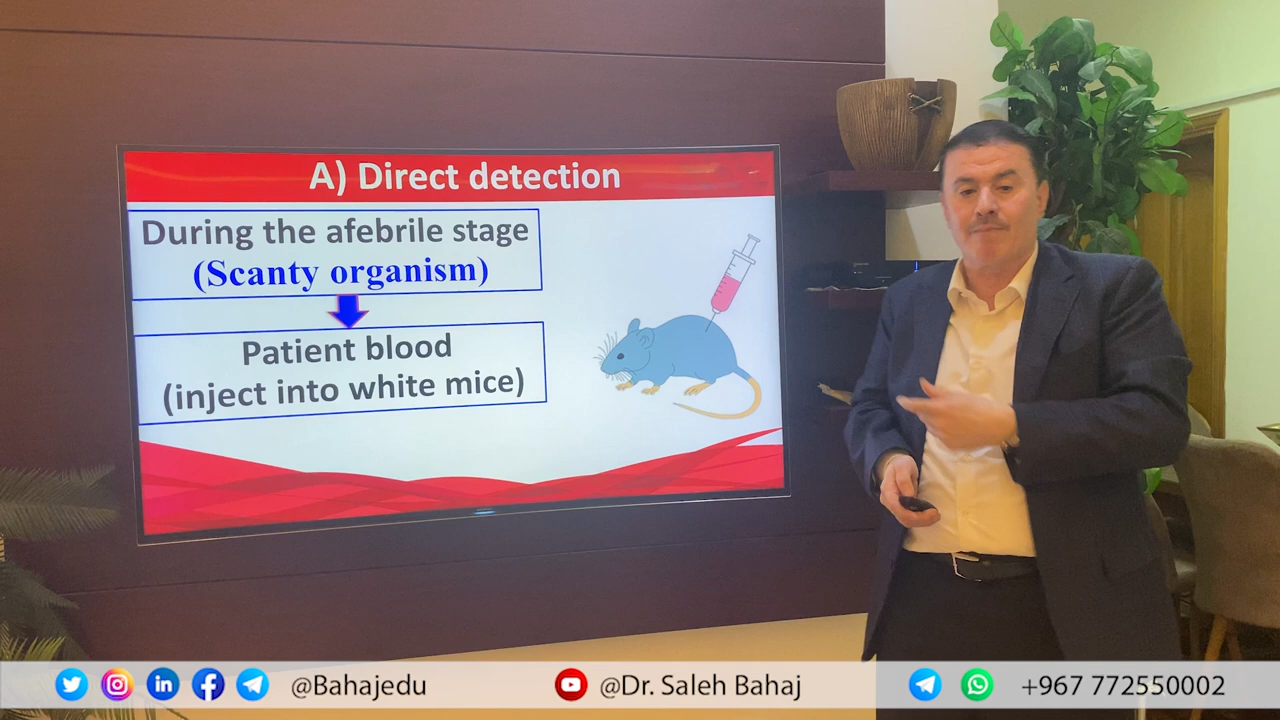 A) Direct detection
During the afebrile stage
(Scanty organism)
Patient blood
(inject into white mice)
@Bahajedu
@Dr. Saleh Bahaj
+967 772550002